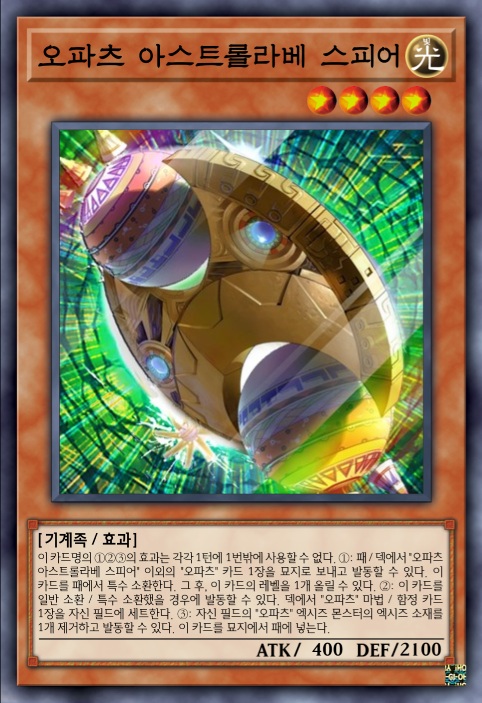 오파츠 아스트롤라베 스피어
光
[기계족 / 효과]
이 카드명의 ①②③의 효과는 각각 1턴에 1번밖에 사용할 수 없다. ①: 패 / 덱에서 "오파츠
아스트롤라베 스피어" 이외의 "오파츠" 카드 1장을 묘지로 보내고 발동할 수 있다. 이
카드를 패에서 특수 소환한다. 그 후, 이 카드의 레벨을 1개 올릴 수 있다. ②: 이 카드를
일반 소환 / 특수 소환했을 경우에 발동할 수 있다. 덱에서 "오파츠" 마법 / 함정 카드
1장을 자신 필드에 세트한다. ③: 자신 필드의 "오파츠" 엑시즈 몬스터의 엑시즈 소재를
1개 제거하고 발동할 수 있다. 이 카드를 묘지에서 패에 넣는다.
ATK/ 400 DEF/2100